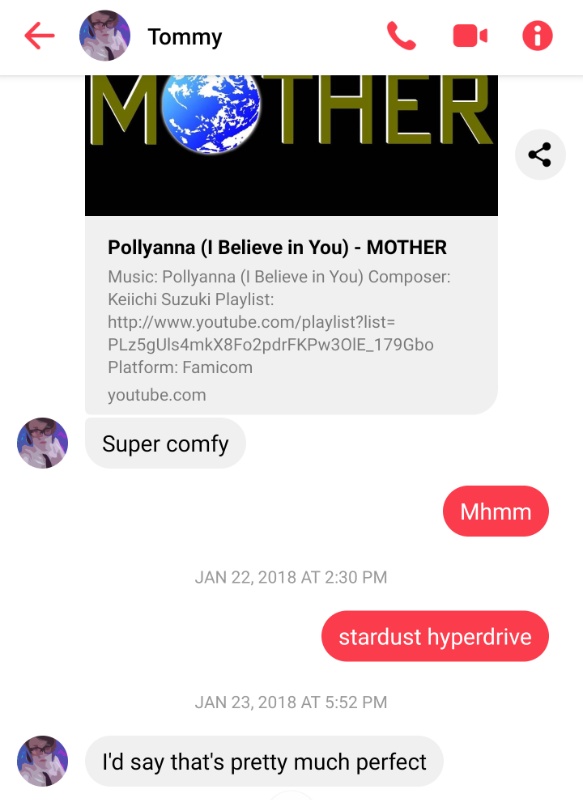 Tommy
MOTHER
Pollyanna (I Believe in You) - MOTHER
Music: Pollyanna (I Believe in You) Composer:
Keiichi Suzuki Playlist:
http://www.youtube.com/playlist?list=
PLz5gUls4mkX8Fo2pdrFKPw3OlE_179Gbo
Platform: Famicom
youtube.com
Super comfy
Mhmm
JAN 22, 2018 AT 2:30 PM
stardust hyperdrive
JAN 23, 2018 AT 5:52 PM
I'd say that's pretty much perfect